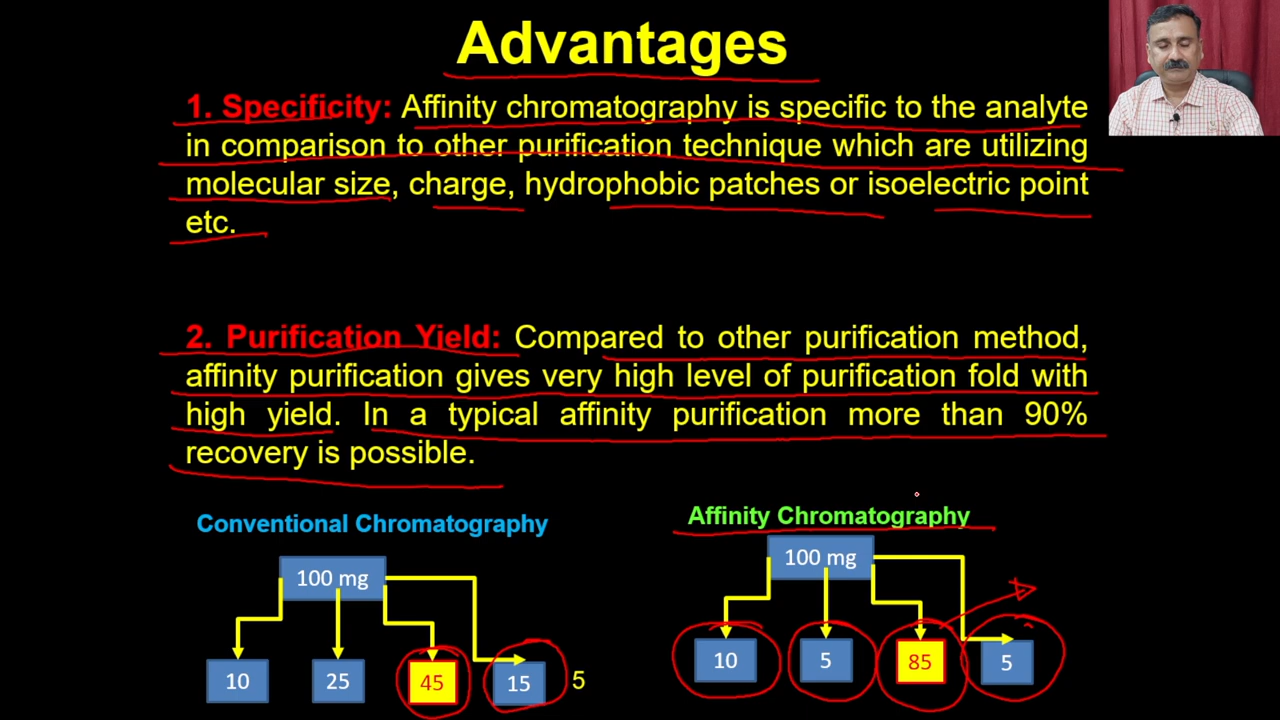 Advantages
1. Specificity: Affinity chromatography is specific to the analyte
in comparison to other purification technique which are utilizing
molecular size, charge, hydrophobic patches or isoelectric point
etc.
2. Purification Yield: Compared to other purification method,
affinity purification gives very high level of purification fold with
high yield. In a typical affinity purification more than 90%
recovery is possible.
Conventional Chromatography
100 mg
10 25 45 15 5
Affinity Chromatography
100 mg
10 5 85 5